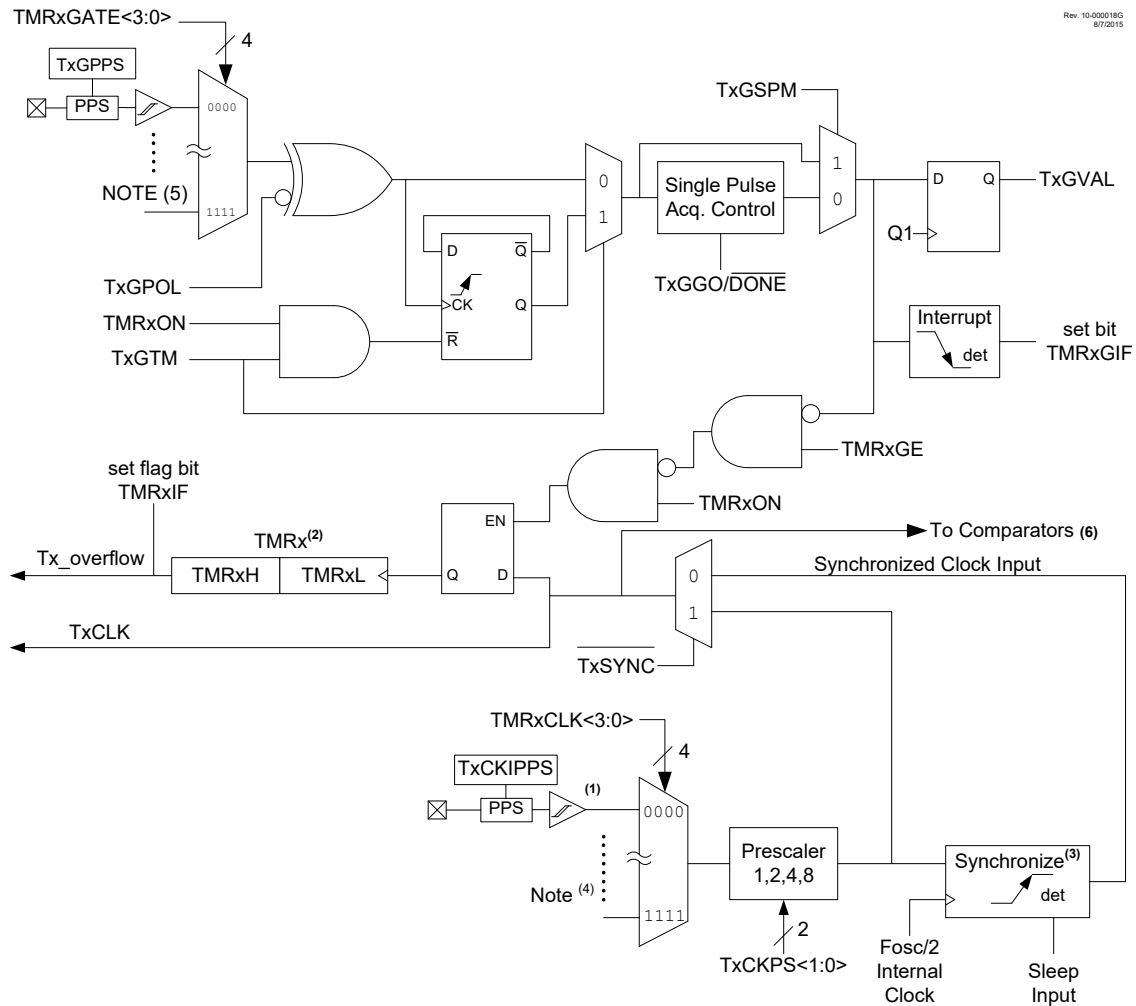 Rev. 10-000018G
8/7/2015
TMRxGATE<3:0>
4
TxGPPS
PPS
0000
NOTE (5)
1111
TxGPOL
TMRxON
TxGTM
D
Q
CK
Q
R
0
1
Single Pulse
Acq. Control
TxGGO/DONE
TxGSPM
1
0
D
Q
TxGVAL
Q1
Interrupt
det
set bit
TMRxGIF
TMRxGE
TMRxON
set flag bit
TMRxIF
Tx_overflow
TMRx(2)
TMRxH
TMRxL
EN
Q
D
TxCLK
To Comparators (6)
Synchronized Clock Input
0
1
TxSYNC
TMRxCLK<3:0>
4
TxCKIPPS
PPS
(1)
0000
Note (4)
1111
Prescaler
1,2,4,8
2
TxCKPS<1:0>
Synchronize(3)
det
Fosc/2
Internal
Clock
Sleep
Input